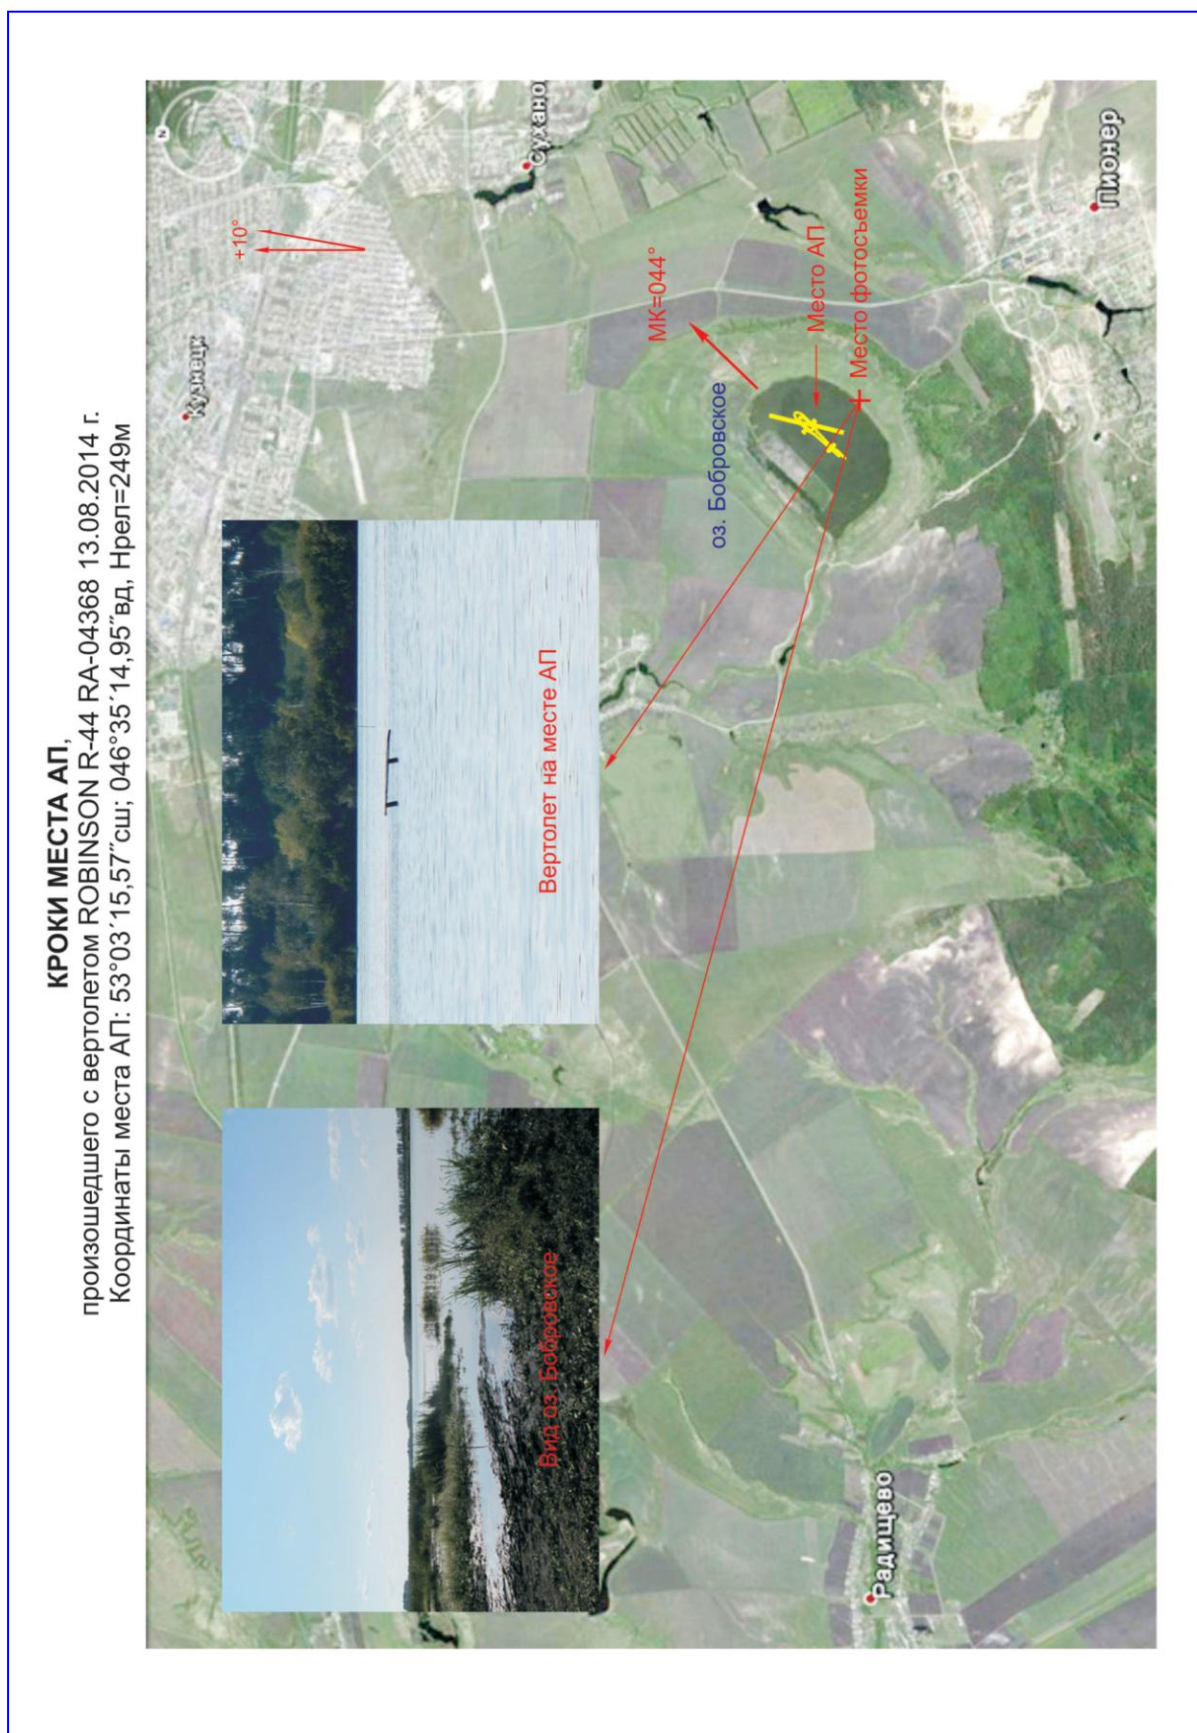 КРОКИ МЕСТА АП,
произошедшего с вертолетом ROBINSON R-44 RA-04368 13.08.2014 г.
Координаты места АП: 53°03´15,57˝сш; 046°35´14,95˝вд, Hрел=249м
N
Кузнецк
+10°
Сухано
Вертолет на месте АП
Вид оз. Бобровское
МК=044°
оз. Бобровское
Место АП
Место фотосъемки
Радищево
Пионер